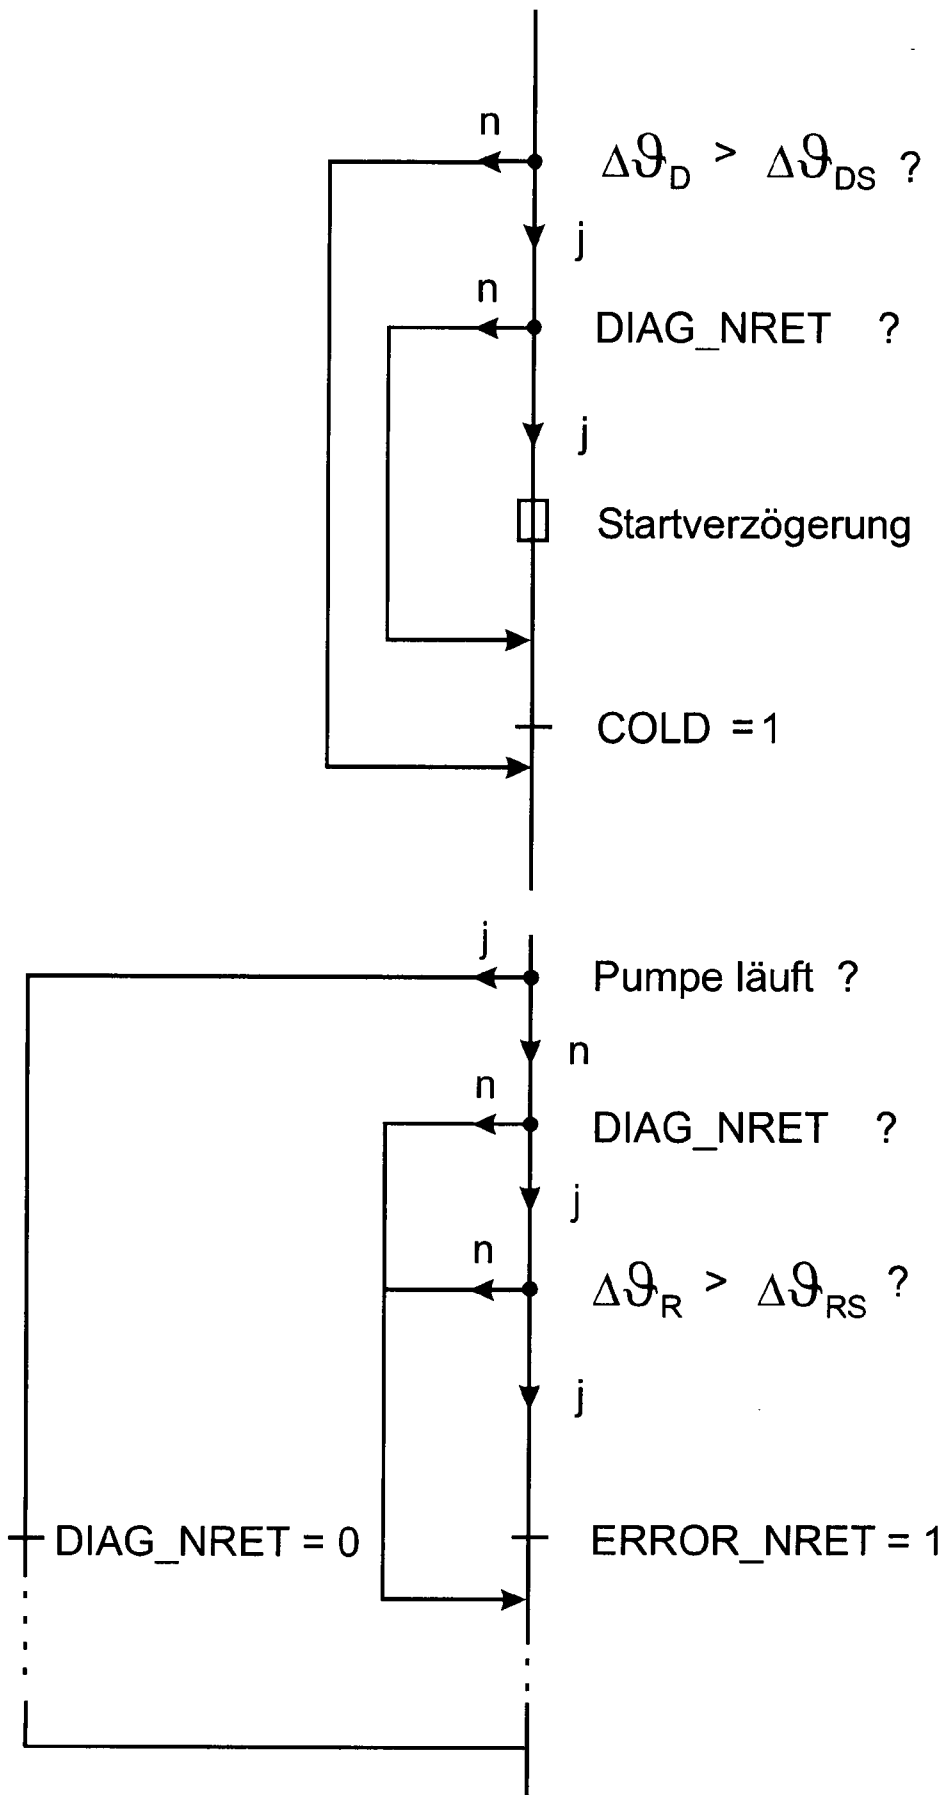 n
Δϑ_D > Δϑ_DS ?
j
n
DIAG_NRET ?
j
Startverzögerung
COLD = 1
j
Pumpe läuft ?
n
n
DIAG_NRET ?
j
n
Δϑ_R > Δϑ_RS ?
j
DIAG_NRET = 0
ERROR_NRET = 1